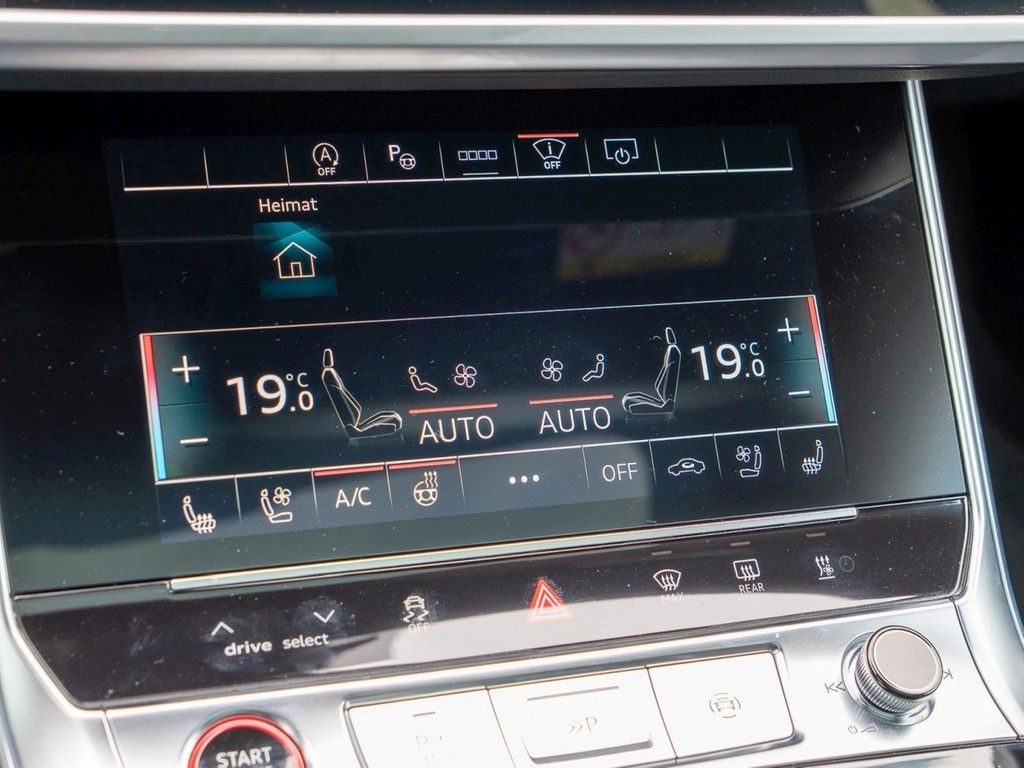 A
OFF
P
i
OFF
Heimat
19.0 °C
19.0 °C
AUTO
AUTO
A/C
OFF
drive select
OFF
MAX
REAR
P
START